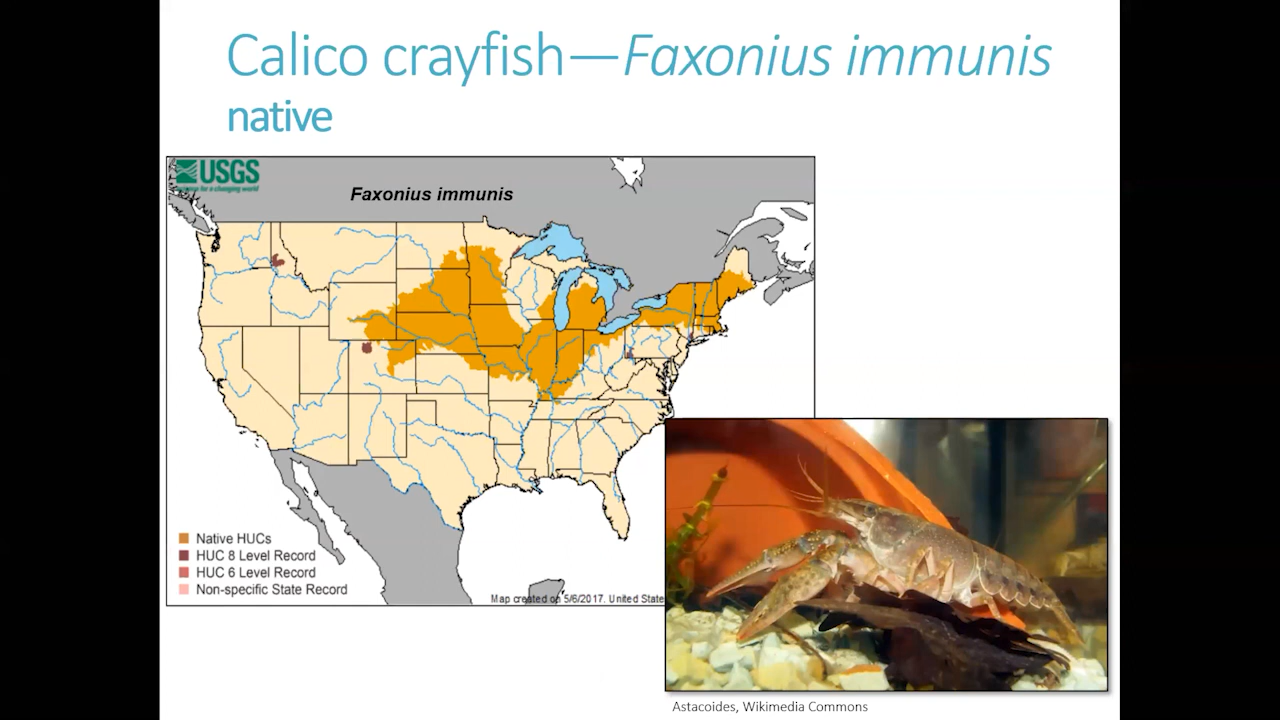 Calico crayfish—Faxonius immunis
native
USGS
science for a changing world
Faxonius immunis
Native HUCs
HUC 8 Level Record
HUC 6 Level Record
Non-specific State Record
Map created on 5/6/2017. United State
Astacoides, Wikimedia Commons